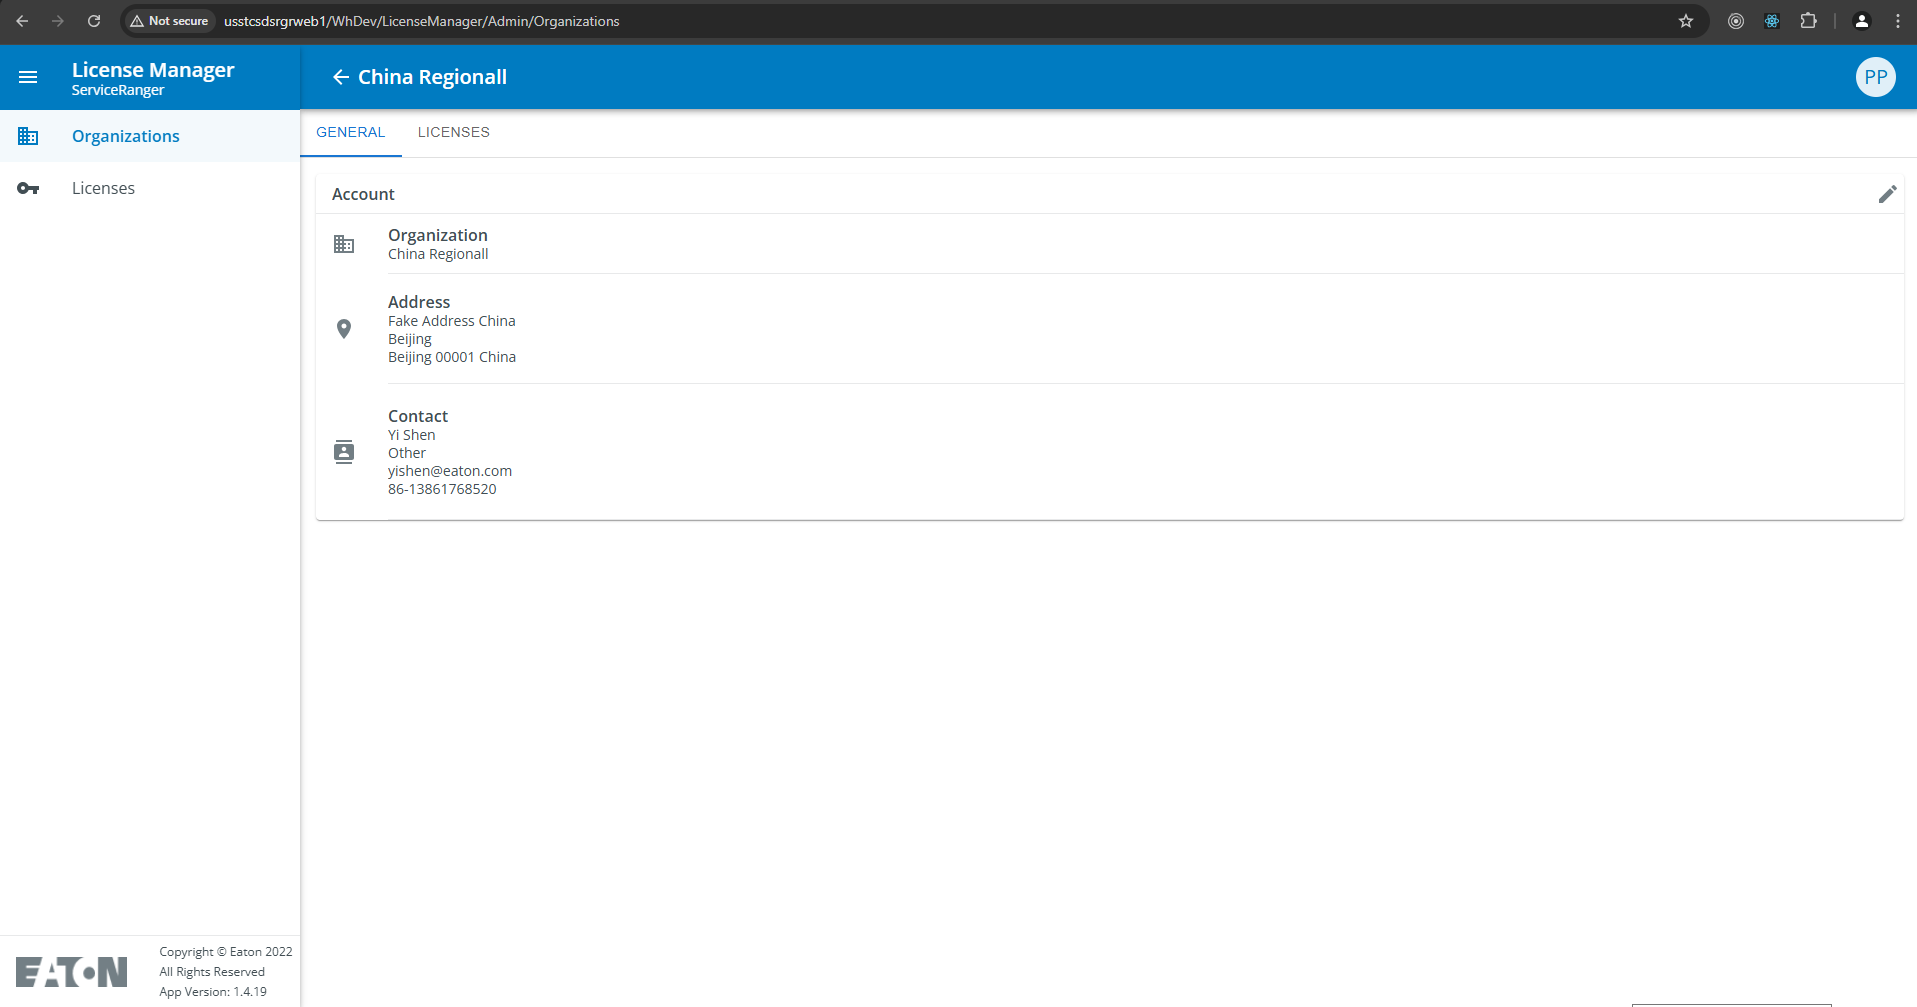 Not secure
usstcsdsrgrweb1/WhDev/LicenseManager/Admin/Organizations
License Manager
ServiceRanger
China Regionall
PP
Organizations
Licenses
GENERAL
LICENSES
Account
Organization
China Regionall
Address
Fake Address China
Beijing
Beijing 00001 China
Contact
Yi Shen
Other
yishen@eaton.com
86-13861768520
EATON
Copyright © Eaton 2022
All Rights Reserved
App Version: 1.4.19